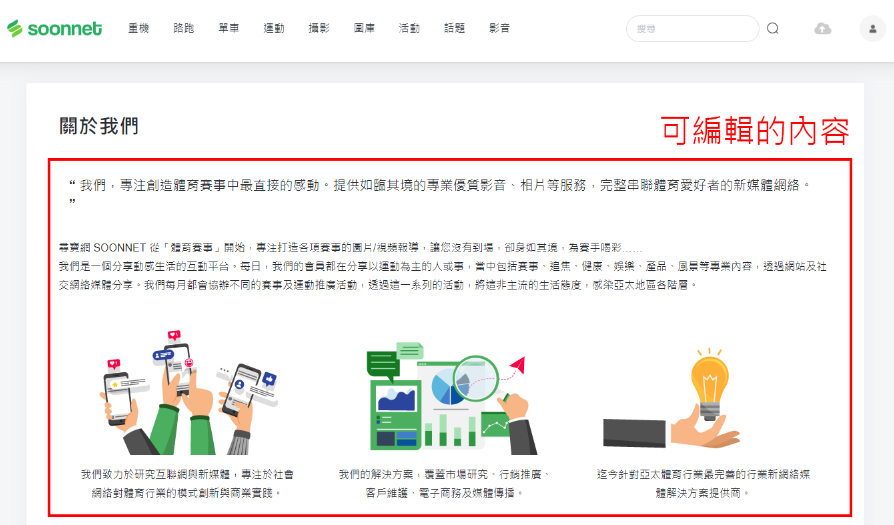 soonnet 重機 路跑 單車 運動 攝影 圖庫 活動 話題 影音 搜尋
關於我們
可編輯的內容
“ 我們，專注創造體育賽事中最直接的感動。提供如臨其境的專業優質影音、相片等服務，完整串聯體育愛好者的新媒體網絡。
”
尋寶網 SOONNET 從「體育賽事」開始，專注打造各項賽事的圖片/視頻報導，讓您沒有到場，卻身如其境，為賽手喝彩……
我們是一個分享動感生活的互動平台。每日，我們的會員都在分享以運動為主的人或事，當中包括賽事、追焦、健康、娛樂、產品、風景等專業內容，透過網站及社
交網絡媒體分享。我們每月都會協辦不同的賽事及運動推廣活動，透過這一系列的活動，將這非主流的生活態度，感染亞太地區各階層。
我們致力於研究互聯網與新媒體，專注於社會
網絡對體育行業的模式創新與商業實踐。
我們的解決方案，覆蓋市場研究、行銷推廣、
客戶維護、電子商務及媒體傳播。
迄今針對亞太體育行業最完善的行業新網絡媒
體解決方案提供商。